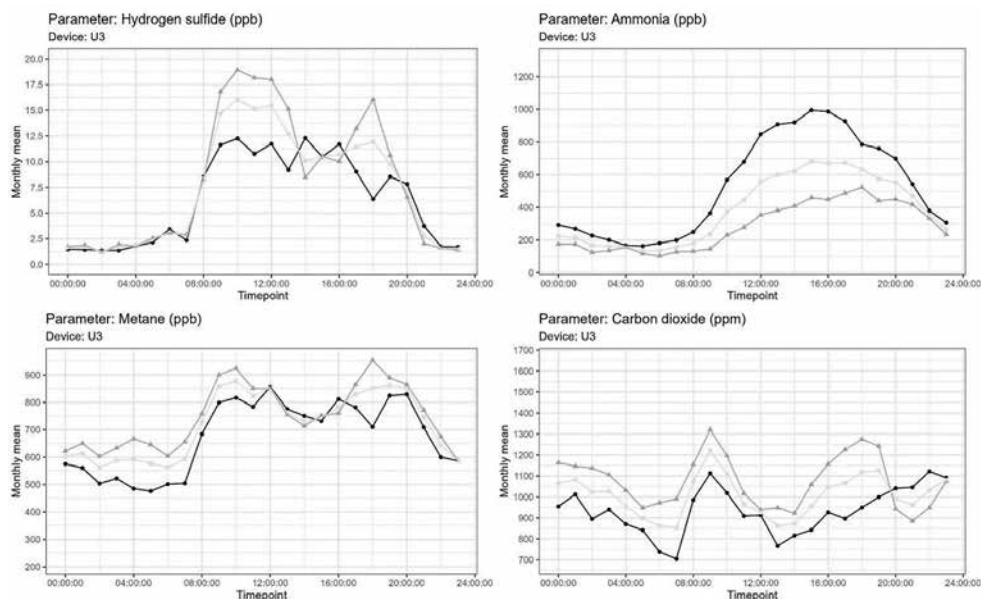 Parameter: Hydrogen sulfide (ppb)
Device: U3
Monthly mean
20.0
17.5
15.0
12.5
10.0
7.5
5.0
2.5
0.0
00:00:00 04:00:00 08:00:00 12:00:00 16:00:00 20:00:00 24:00:00
Timepoint
Parameter: Ammonia (ppb)
Device: U3
Monthly mean
1200
1000
800
600
400
200
0
00:00:00 04:00:00 08:00:00 12:00:00 16:00:00 20:00:00 24:00:00
Timepoint
Parameter: Metane (ppb)
Device: U3
Monthly mean
900
800
700
600
500
400
300
200
00:00:00 04:00:00 08:00:00 12:00:00 16:00:00 20:00:00 24:00:00
Timepoint
Parameter: Carbon dioxide (ppm)
Device: U3
Monthly mean
1700
1600
1500
1400
1300
1200
1100
1000
900
800
700
00:00:00 04:00:00 08:00:00 12:00:00 16:00:00 20:00:00 24:00:00
Timepoint